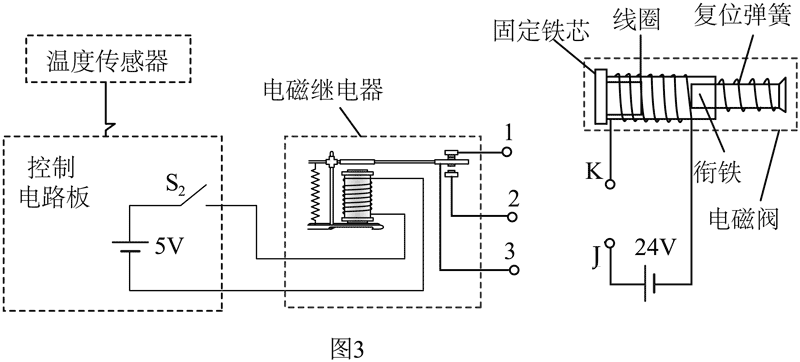 温度传感器
控制
电路板
S₂
5V
电磁继电器
1
2
3
固定铁芯
线圈
复位弹簧
衔铁
电磁阀
K
J
24V
图3